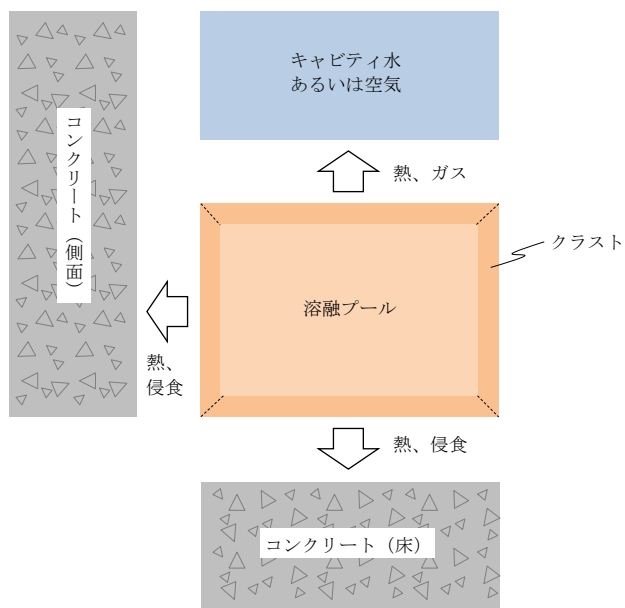 キャビティ水
あるいは空気
熱、ガス
クラスト
コンクリート（側面）
溶融プール
熱、
侵食
熱、侵食
コンクリート（床）